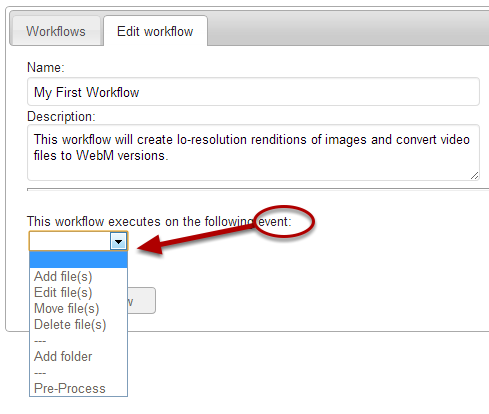 Workflows
Edit workflow
Name:
My First Workflow
Description:
This workflow will create lo-resolution renditions of images and convert video
files to WebM versions.
This workflow executes on the following event:
Add file(s)
Edit file(s)
Move file(s)
Delete file(s)
---
Add folder
---
Pre-Process